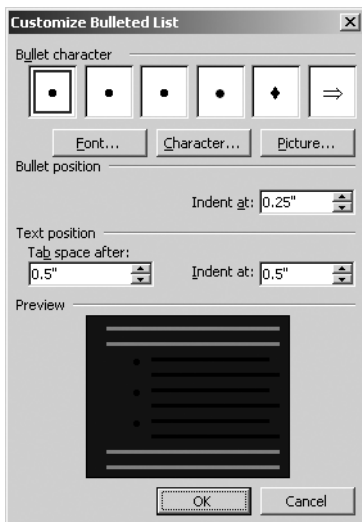 Customize Bulleted List
Bullet character
Font... Character... Picture...
Bullet position
Indent at: 0.25"
Text position
Tab space after:
0.5" Indent at: 0.5"
Preview
OK Cancel